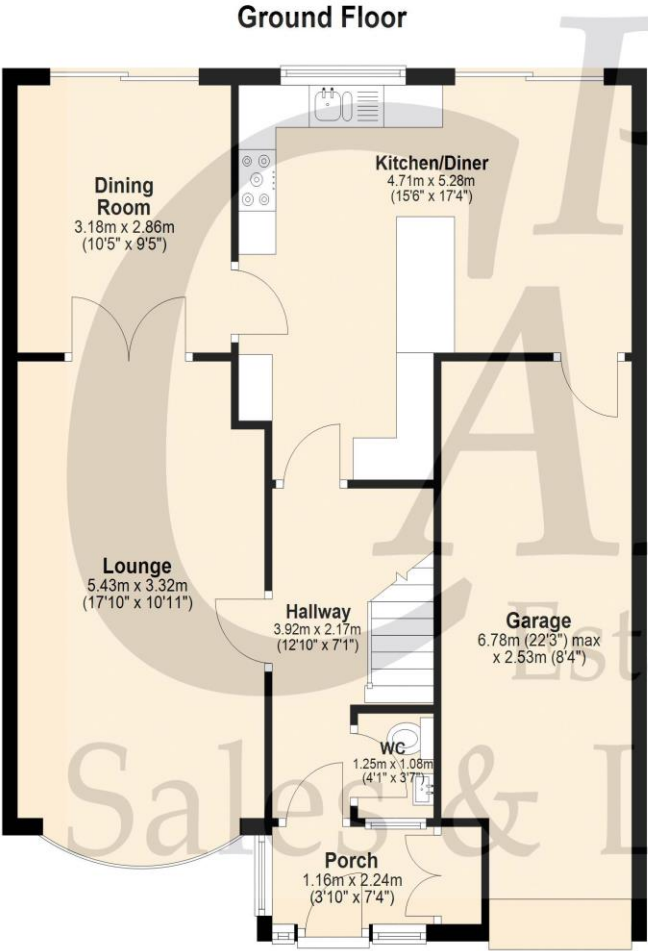 Ground Floor
Dining
Room
3.18m x 2.86m
(10'5" x 9'5")
Kitchen/Diner
4.71m x 5.28m
(15'6" x 17'4")
Lounge
5.43m x 3.32m
(17'10" x 10'11")
Hallway
3.92m x 2.17m
(12'10" x 7'1")
Garage
6.78m (22'3") max
x 2.53m (8'4")
WC
1.25m x 1.08m
(4'1" x 3'7")
Porch
1.16m x 2.24m
(3'10" x 7'4")
Est
Sales & L